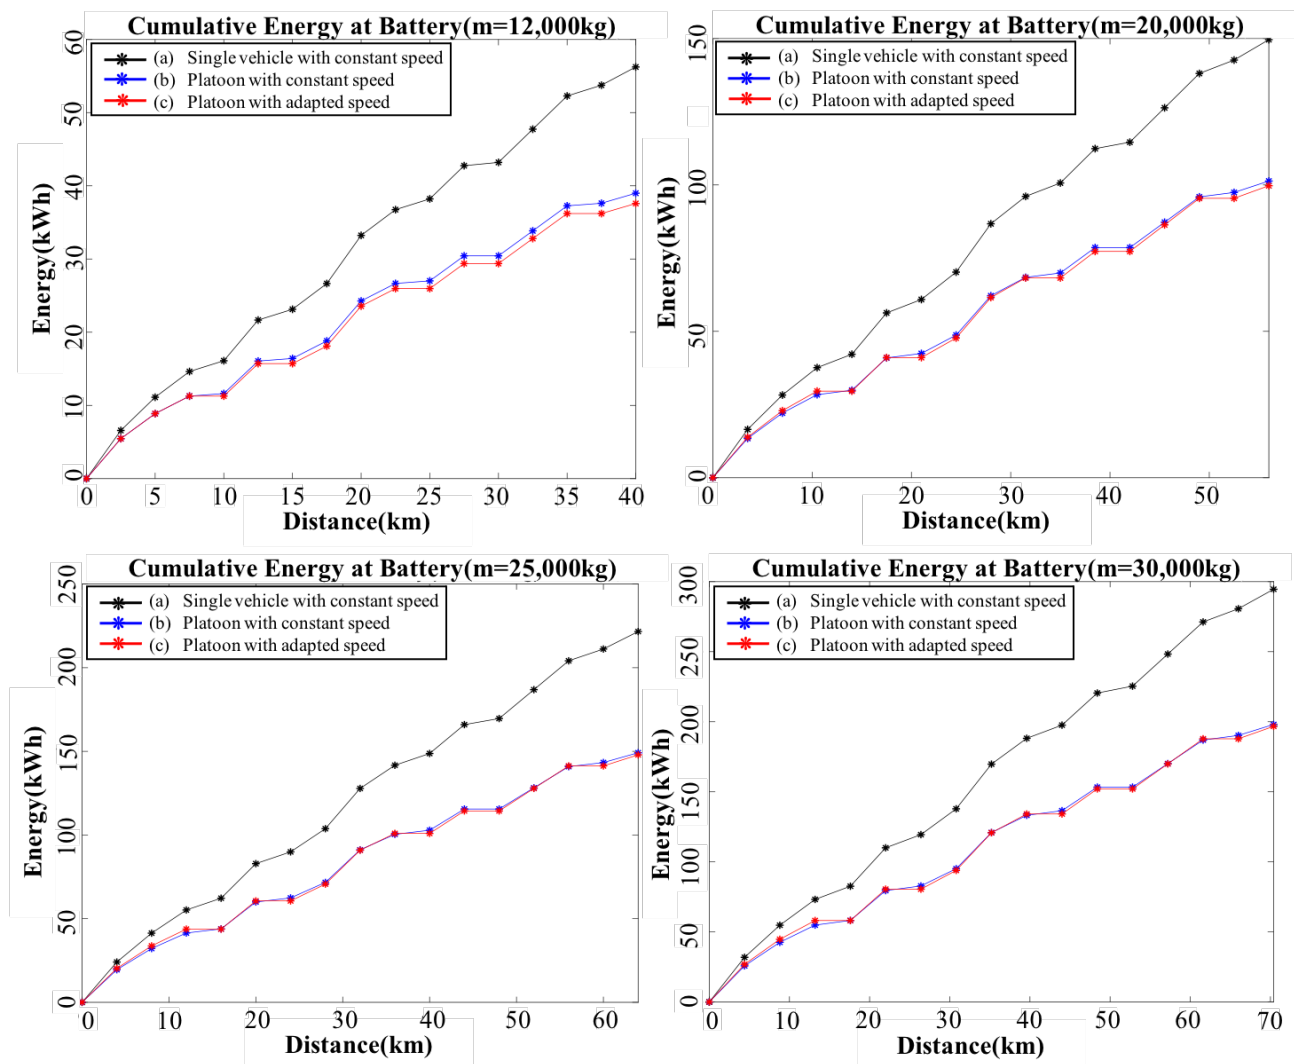 Cumulative Energy at Battery(m=12,000kg)
(a) Single vehicle with constant speed
(b) Platoon with constant speed
(c) Platoon with adapted speed
60
50
40
30
20
10
0
Energy(kWh)
0 5 10 15 20 25 30 35 40
Distance(km)
Cumulative Energy at Battery(m=20,000kg)
(a) Single vehicle with constant speed
(b) Platoon with constant speed
(c) Platoon with adapted speed
150
100
50
0
Energy(kWh)
0 10 20 30 40 50
Distance(km)
Cumulative Energy at Battery(m=25,000kg)
(a) Single vehicle with constant speed
(b) Platoon with constant speed
(c) Platoon with adapted speed
250
200
150
100
50
0
Energy(kWh)
0 10 20 30 40 50 60
Distance(km)
Cumulative Energy at Battery(m=30,000kg)
(a) Single vehicle with constant speed
(b) Platoon with constant speed
(c) Platoon with adapted speed
300
250
200
150
100
50
0
Energy(kWh)
0 10 20 30 40 50 60 70
Distance(km)